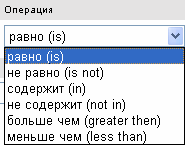 Операция
равно (is)
равно (is)
не равно (is not)
содержит (in)
не содержит (not in)
больше чем (greater then)
меньше чем (less than)